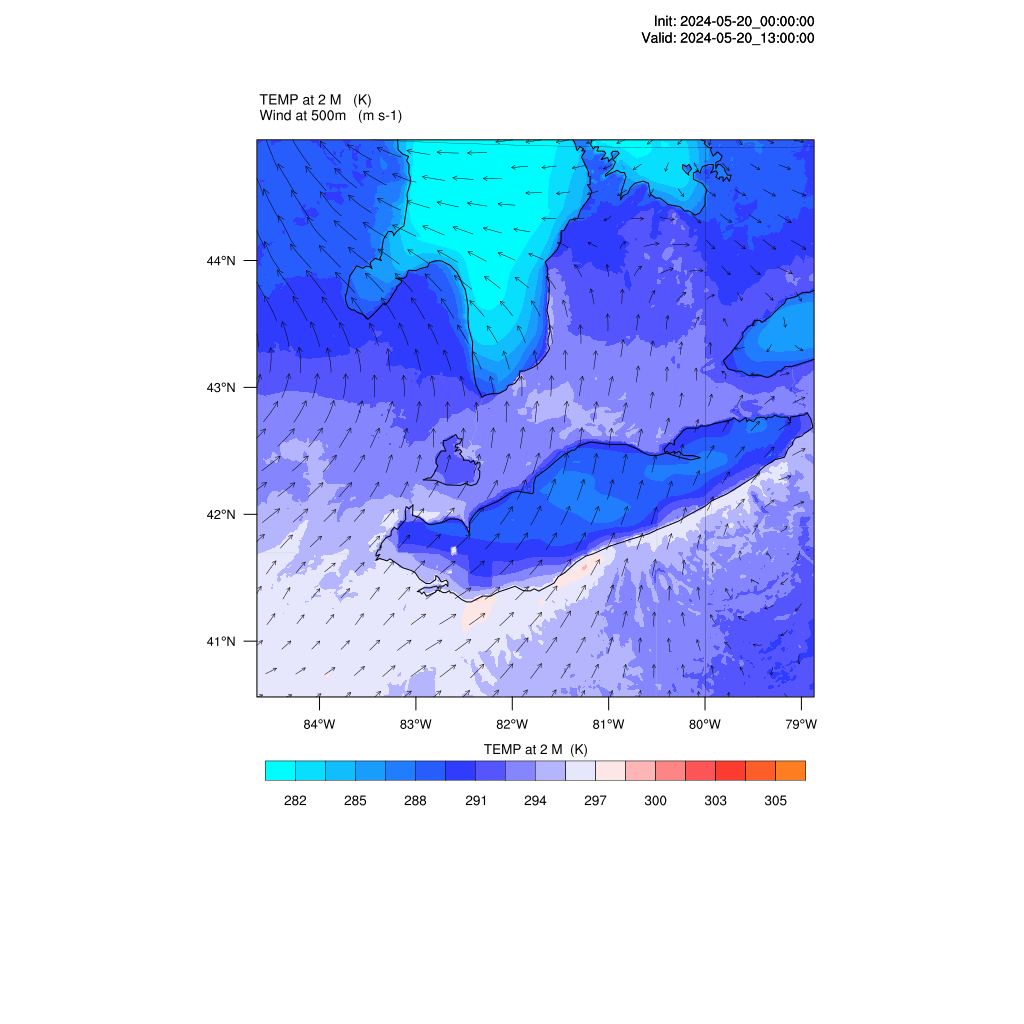 Init: 2024-05-20_00:00:00
Valid: 2024-05-20_13:00:00
TEMP at 2 M (K)
Wind at 500m (m s-1)
44°N
43°N
42°N
41°N
84°W 83°W 82°W 81°W 80°W 79°W
TEMP at 2 M (K)
282 285 288 291 294 297 300 303 305